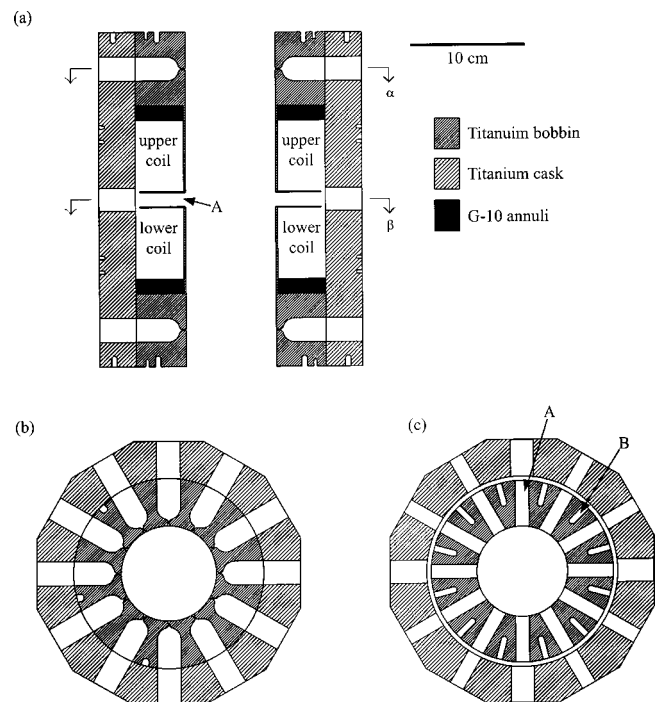 (a)
10 cm
α
upper
coil
upper
coil
Titanuim bobbin
Titanium cask
A
β
G-10 annuli
lower
coil
lower
coil
(b)
(c)
A
B